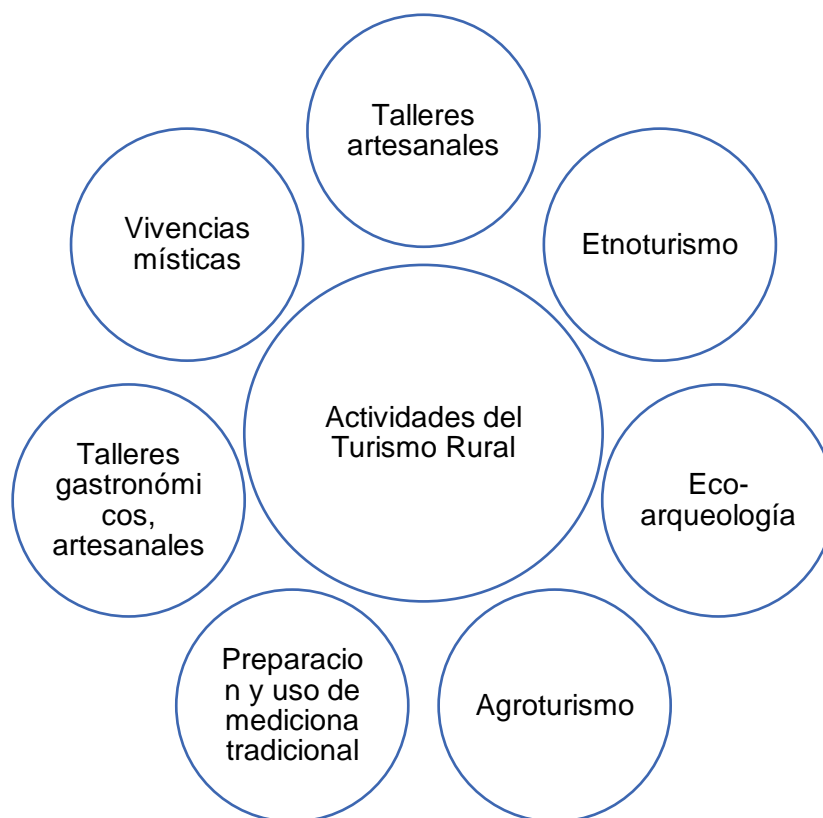 Talleres
artesanales
Vivencias
místicas
Etnoturismo
Actividades del
Turismo Rural
Talleres
gastronómi
cos,
artesanales
Eco-
arqueología
Preparacio
n y uso de
mediciona
tradicional
Agroturismo